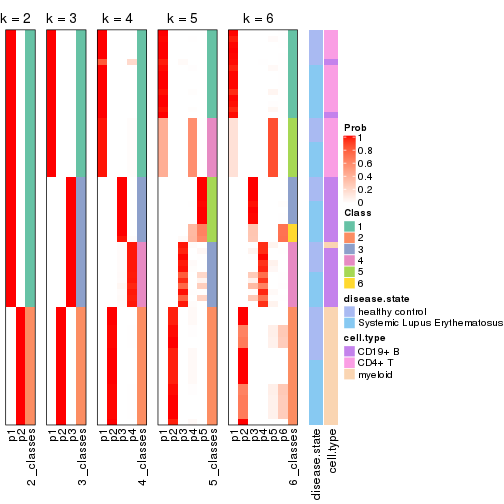 k = 2 k = 3 k = 4 k = 5 k = 6
Prob
1
0.8
0.6
0.4
0.2
0
Class
1
2
3
4
5
6
disease.state
healthy control
Systemic Lupus Erythematosus
cell.type
CD19+ B
CD4+ T
myeloid
p1 p2 2_classes p1 p2 p3 3_classes p1 p2 p3 p4 4_classes p1 p2 p3 p4 p5 5_classes p1 p2 p3 p4 p5 p6 6_classes disease.state cell.type